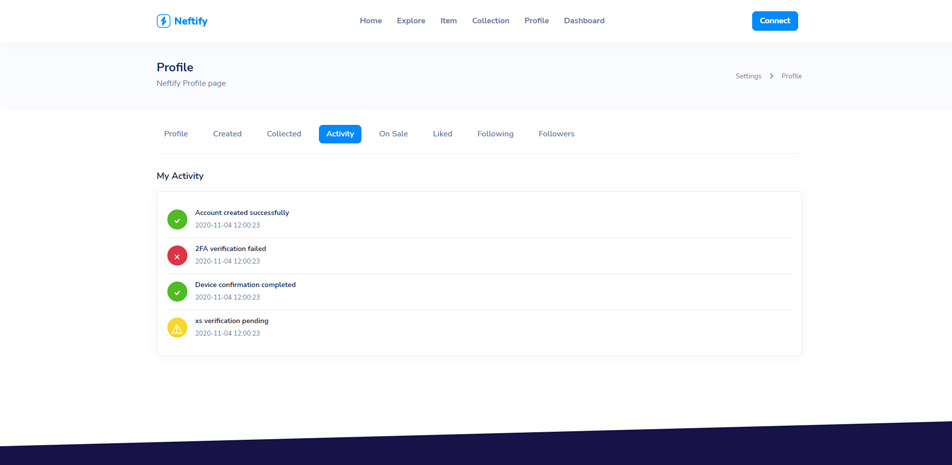 Neftify
Home Explore Item Collection Profile Dashboard
Connect
Profile
Neftify Profile page
Settings Profile
Profile Created Collected Activity On Sale Liked Following Followers
My Activity
Account created successfully
2020-11-04 12:00:23
2FA verification failed
2020-11-04 12:00:23
Device confirmation completed
2020-11-04 12:00:23
xs verification pending
2020-11-04 12:00:23